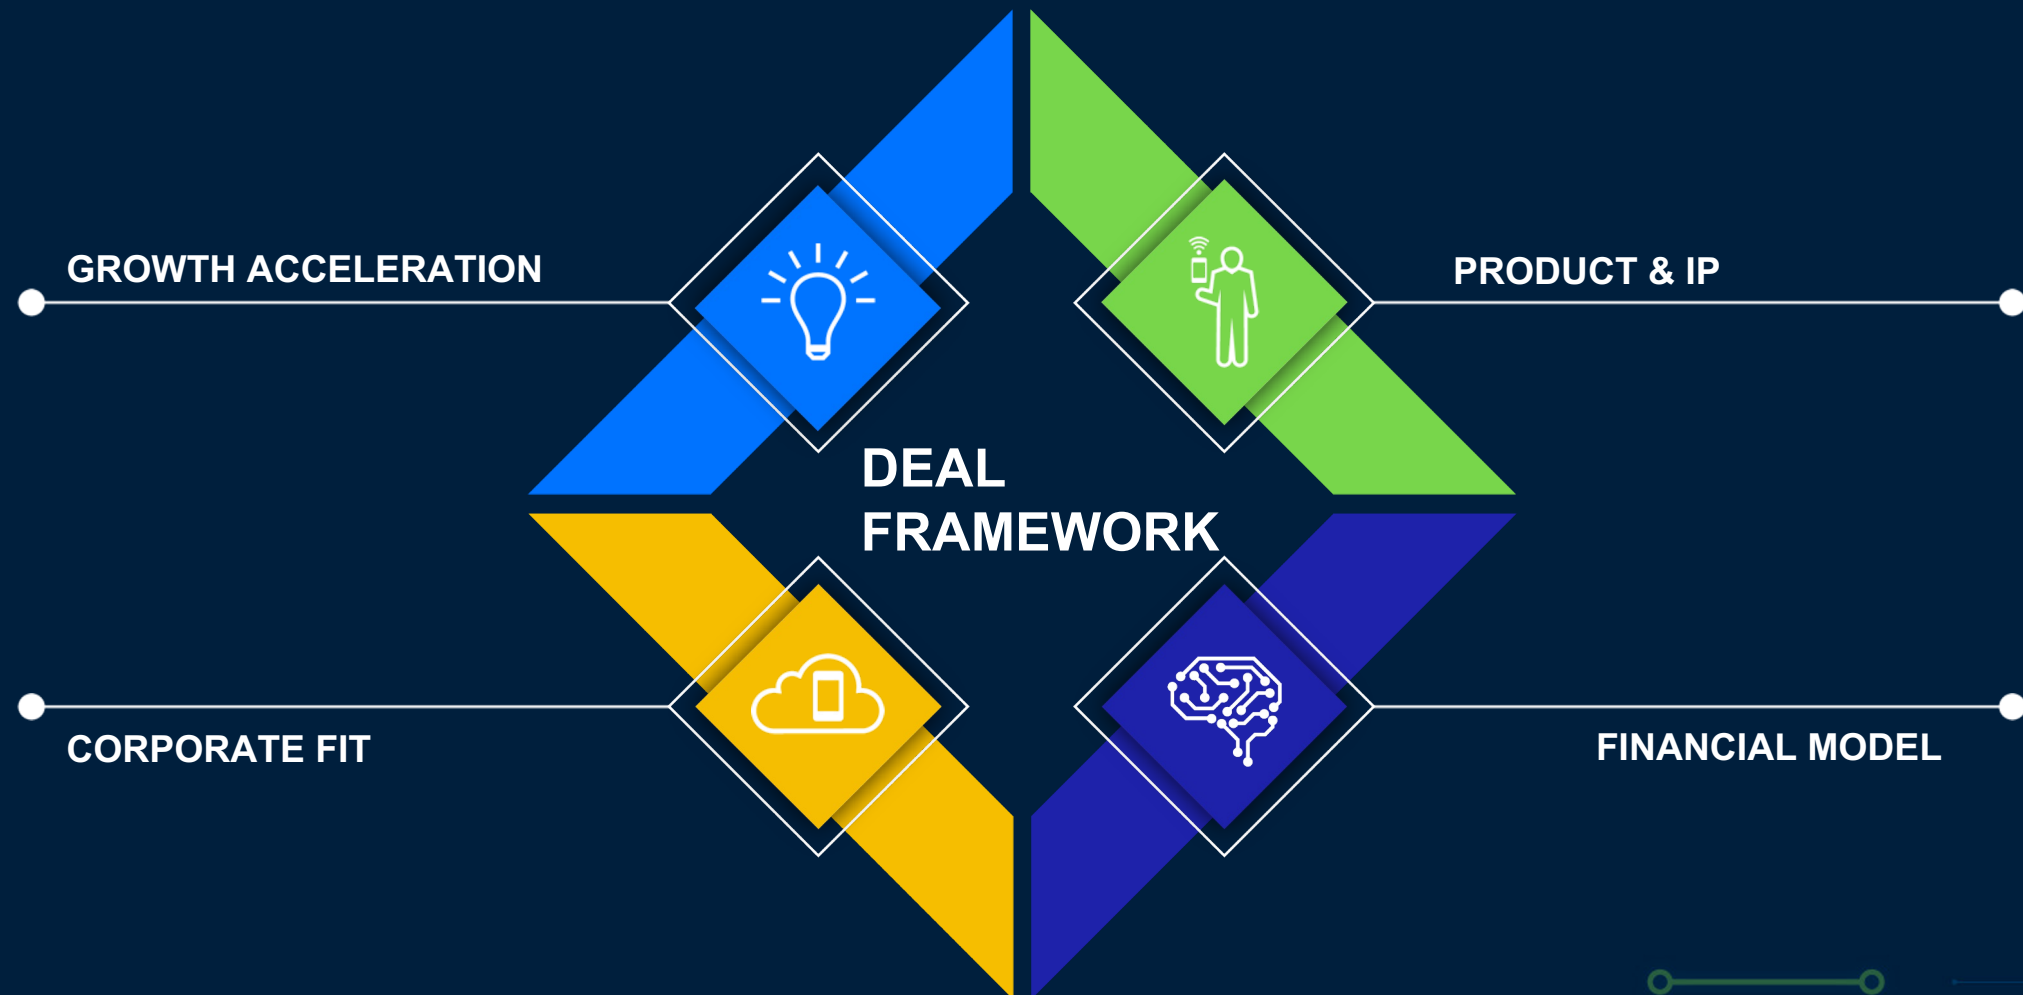 GROWTH ACCELERATION
PRODUCT & IP
DEAL
FRAMEWORK
CORPORATE FIT
FINANCIAL MODEL